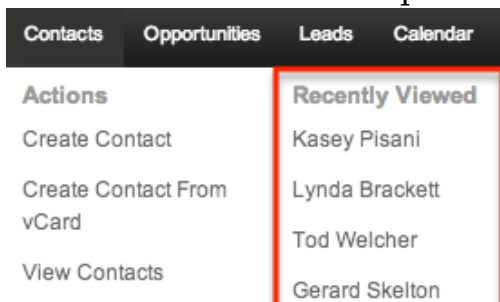 Contacts Opportunities Leads Calendar
Actions
Create Contact
Create Contact From
vCard
View Contacts
Recently Viewed
Kasey Pisani
Lynda Brackett
Tod Welcher
Gerard Skelton